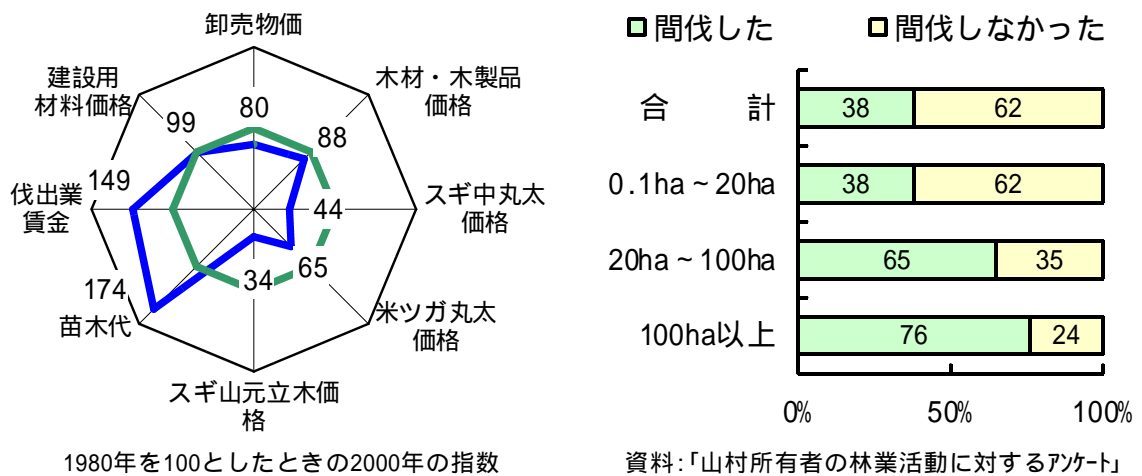 卸売物価
木材・木製品
価格
スギ中丸太
価格
米ツガ丸太
価格
スギ山元立木価
格
苗木代
伐出業
賃金
建設用
材料価格
80
88
44
65
34
174
149
99
1980年を100としたときの2000年の指数
間伐した 間伐しなかった
合 計 38 62
0.1ha～20ha 38 62
20ha～100ha 65 35
100ha以上 76 24
0% 50% 100%
資料：「山村所有者の林業活動に対するｱﾝｹｰﾄ」